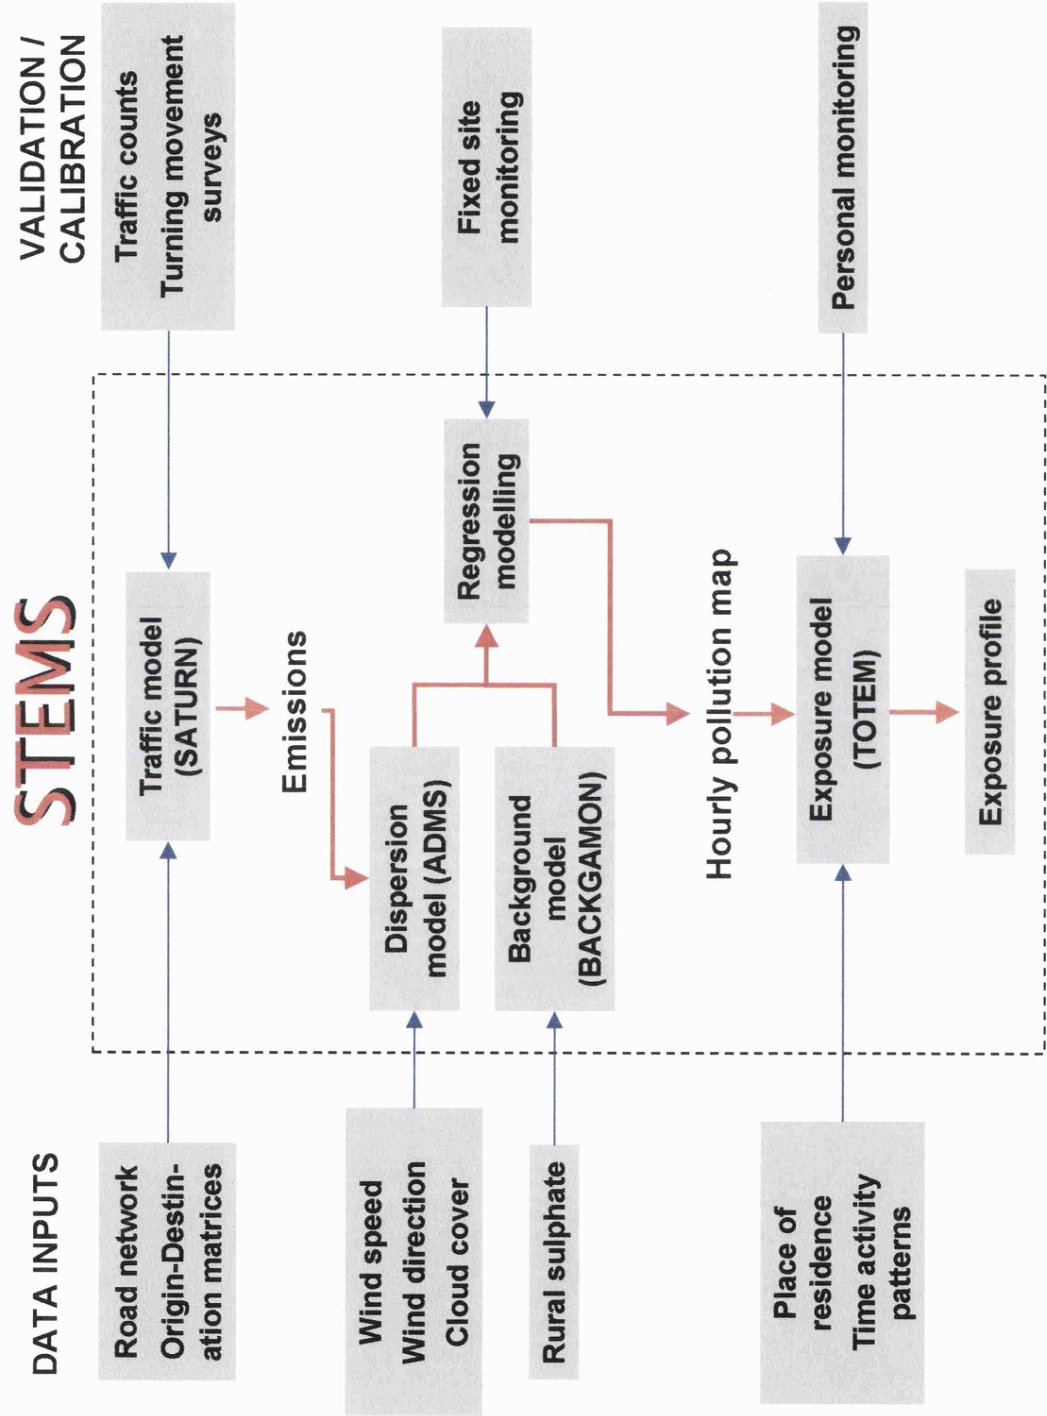 STEMS
DATA INPUTS
VALIDATION /
CALIBRATION
Road network
Origin-Destin-
ation matrices
Traffic model
(SATURN)
Traffic counts
Turning movement
surveys
Emissions
Wind speed
Wind direction
Cloud cover
Dispersion
model (ADMS)
Regression
modelling
Fixed site
monitoring
Rural sulphate
Background
model
(BACKGAMON)
Hourly pollution map
Place of
residence
Time activity
patterns
Exposure model
(TOTEM)
Personal monitoring
Exposure profile